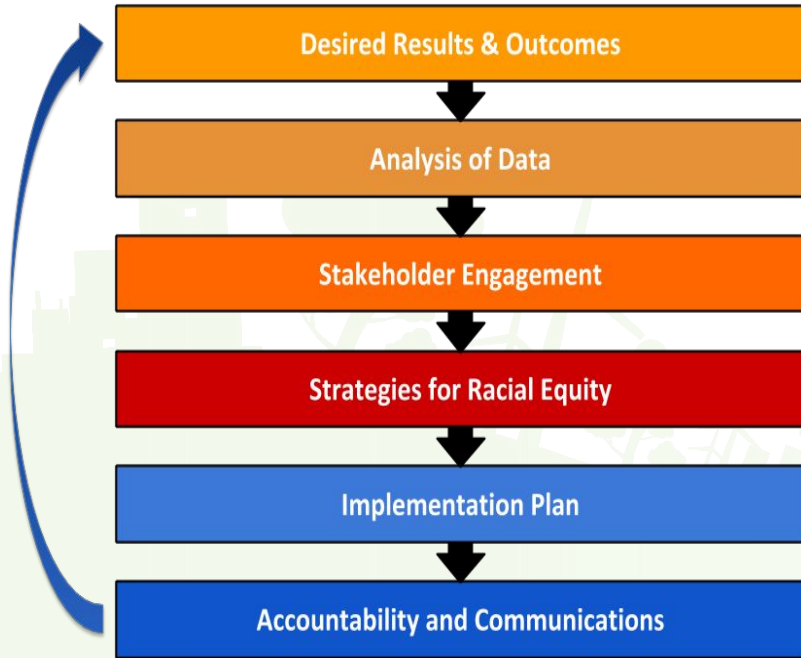 Desired Results & Outcomes
Analysis of Data
Stakeholder Engagement
Strategies for Racial Equity
Implementation Plan
Accountability and Communications